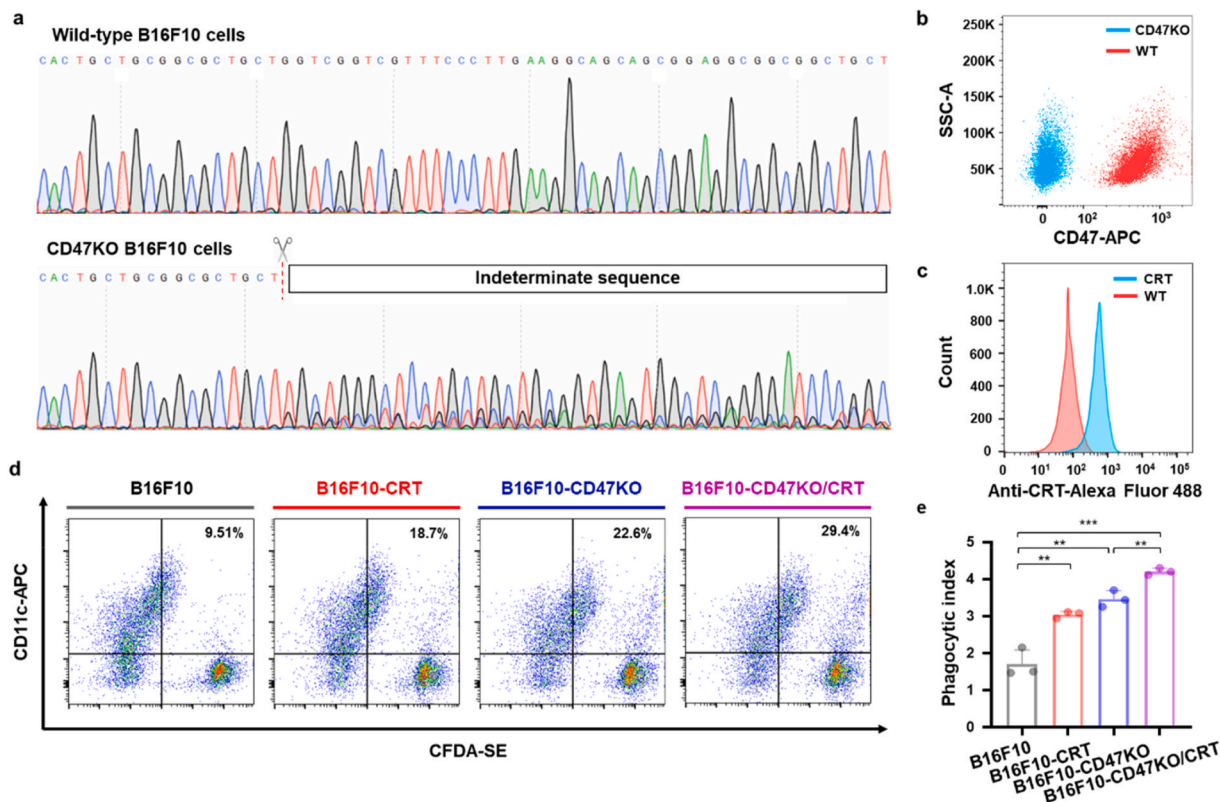 a
Wild-type B16F10 cells
C A C T G C T G C G G C G C T G C T G G T C G G T C G T T T C C C T T G A A G G C A G C A G C G G A G G C G G C G G C T G C T
CD47KO B16F10 cells
C A C T G C T G C G G C G C T G C T
Indeterminate sequence
b
CD47KO
WT
250K
200K
150K
100K
50K
SSC-A
0 10² 10³
CD47-APC
c
CRT
WT
1.0K
800
600
400
200
0
Count
0 10¹ 10² 10³ 10⁴ 10⁵
Anti-CRT-Alexa Fluor 488
d
B16F10 B16F10-CRT B16F10-CD47KO B16F10-CD47KO/CRT
9.51% 18.7% 22.6% 29.4%
CD11c-APC
CFDA-SE
e
***
** **
**
5
4
3
2
1
0
Phagocytic index
B16F10
B16F10-CRT
B16F10-CD47KO
B16F10-CD47KO/CRT